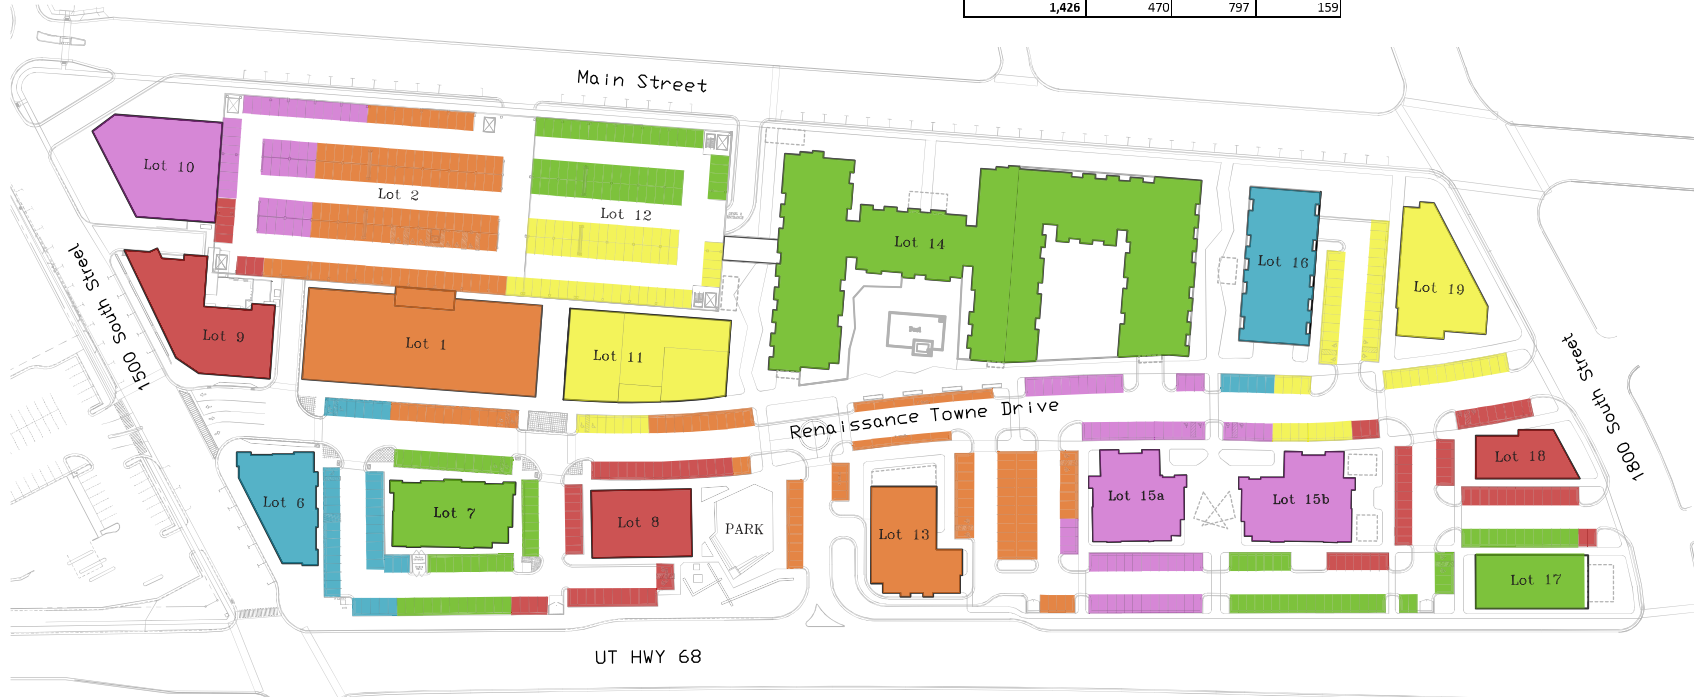 1,426 470 797 159
Main Street
Lot 10
Lot 2
Lot 12
Lot 14
Lot 16
Lot 19
1500 South Street
Lot 9
Lot 1
Lot 11
Renaissance Towne Drive
1800 South Street
Lot 6
Lot 7
Lot 8
PARK
Lot 13
Lot 15a
Lot 15b
Lot 18
Lot 17
UT HWY 68